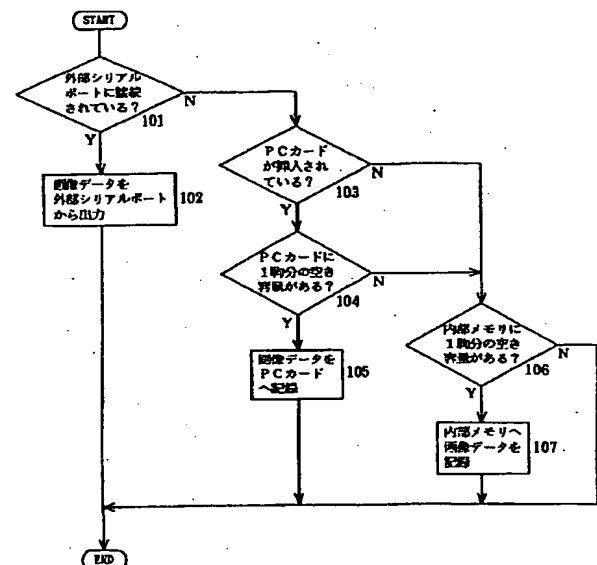 START
外部シリアル
ポートに接続
されている?
101
N
Y
画像データを
外部シリアルポート
から出力
102
PCカード
が挿入され
ている?
103
N
Y
PCカードに
1駒分の空き
容量がある?
104
N
Y
画像データを
PCカード
へ記録
105
内部メモリに
1駒分の空き
容量がある?
106
N
Y
内部メモリへ
画像データを
記録
107
END